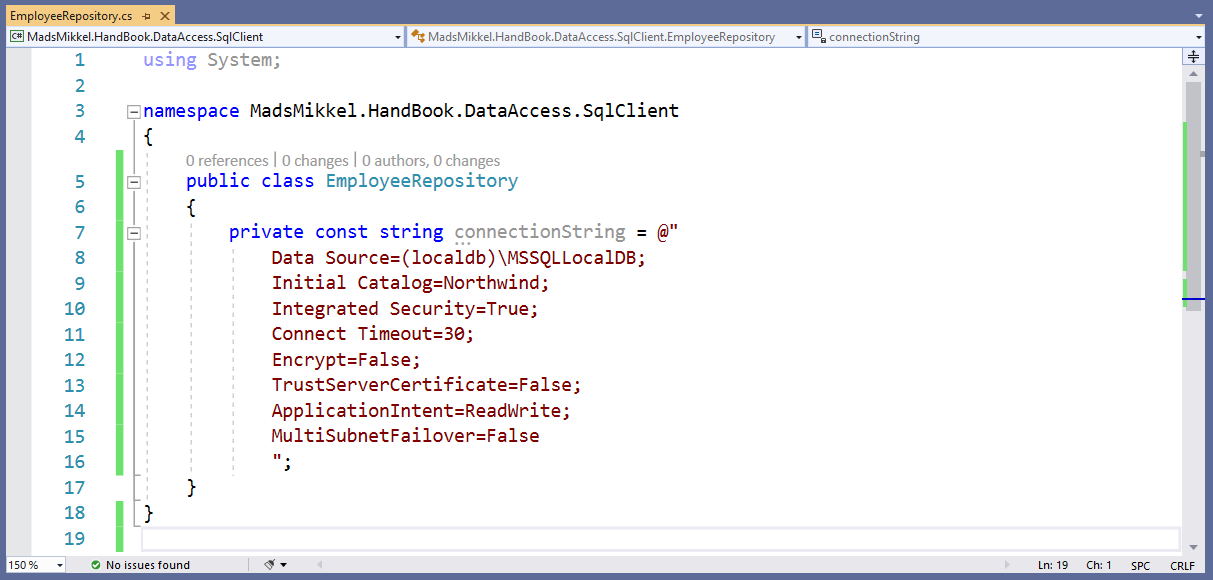 EmployeeRepository.cs
C# MadsMikkel.HandBook.DataAccess.SqlClient MadsMikkel.HandBook.DataAccess.SqlClient.EmployeeRepository connectionString
1 using System;
2
3 namespace MadsMikkel.HandBook.DataAccess.SqlClient
4 {
0 references | 0 changes | 0 authors, 0 changes
5 public class EmployeeRepository
6 {
7 private const string connectionString = @"
8 Data Source=(localdb)\MSSQLLocalDB;
9 Initial Catalog=Northwind;
10 Integrated Security=True;
11 Connect Timeout=30;
12 Encrypt=False;
13 TrustServerCertificate=False;
14 ApplicationIntent=ReadWrite;
15 MultiSubnetFailover=False
16 ";
17 }
18 }
19
150 % No issues found Ln: 19 Ch: 1 SPC CRLF